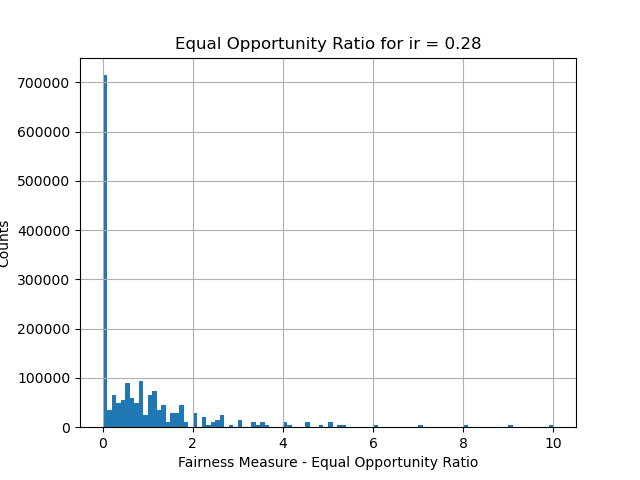 Equal Opportunity Ratio for ir = 0.28
700000
600000
500000
400000
300000
200000
100000
0
Counts
0 2 4 6 8 10
Fairness Measure - Equal Opportunity Ratio